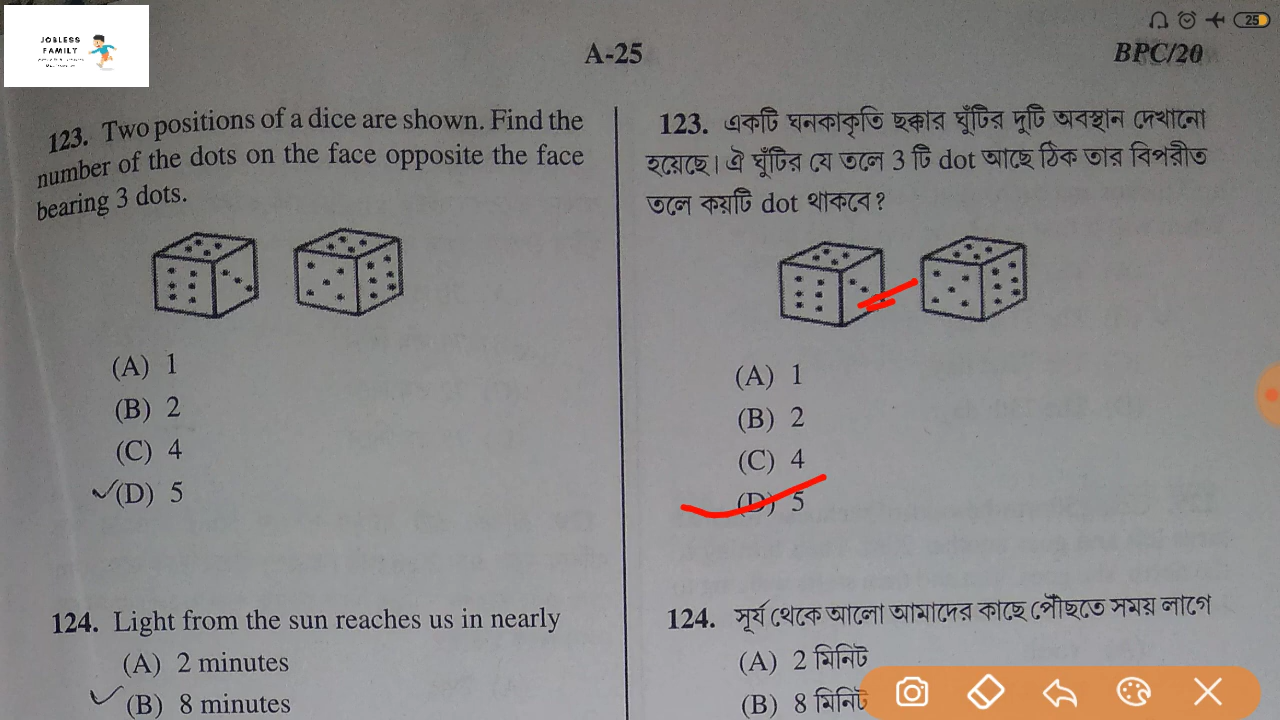 JOBLESS
FAMILY
25
A-25
BPC/20
123. Two positions of a dice are shown. Find the
number of the dots on the face opposite the face
bearing 3 dots.
(A) 1
(B) 2
(C) 4
(D) 5
124. Light from the sun reaches us in nearly
(A) 2 minutes
(B) 8 minutes
123. একটি ঘনকাকৃতি ছক্কার ঘুঁটির দুটি অবস্থান দেখানো
হয়েছে। ঐ ঘুঁটির যে তলে 3 টি dot আছে ঠিক তার বিপরীত
তলে কয়টি dot থাকবে?
(A) 1
(B) 2
(C) 4
(D) 5
124. সূর্য থেকে আলো আমাদের কাছে পৌঁছতে সময় লাগে
(A) 2 মিনিট
(B) 8 মিনিট